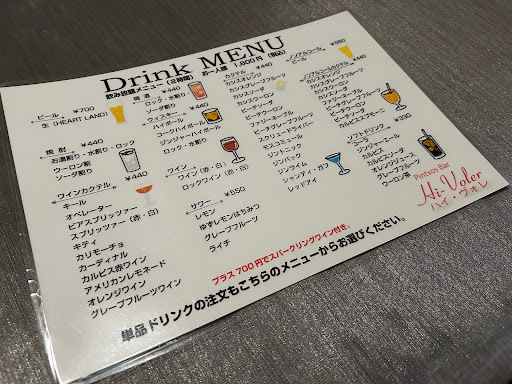 Drink MENU
飲み放題メニュー(2時間) お一人様 1,800円(税込)
ビール ¥700
生 (HEART LAND)
焼酎 ¥440
お湯割り・水割り・ロック
ウーロン割
ソーダ割り
ワインカクテル ¥440
キール
オペレーター
ビアスプリッツァー
スプリッツァー(赤・白)
キティ
カリモーチョ
カーディナル
カルピス赤ワイン
アメリカンレモネード
オレンジワイン
グレープフルーツワイン
¥440
ロック・水割り
ソーダ割り
ウィスキー ¥440
ハイボール
コークハイボール
ジンジャーハイボール
ロック・水割り
ワイン ¥440
ワイン(赤・白)
ロックワイン(赤・白)
サワー ¥550
レモン
ゆずレモンはちみつ
グレープフルーツ
ライチ
カクテル ¥440
カシスオレンジ
カシスグレープフルーツ
カシスソーダ
カシスウーロン
ピーチソーダ
ピーチウーロン
ファジーネーブル
ピーチグレープフルーツ
スクリュードライバー
モスコミュール
ジントニック
ジンバック
ジンライム
シャンディ・ガフ
レッドアイ
ノンアルコール ¥550
ビール
ノンアルコールカクテル ¥440
カシスオレンジ
カシスグレープフルーツ
カシスソーダ
カシスウーロン
ピーチソーダ
ピーチウーロン
ファジーネーブル
ピーチグレープフルーツ
カルピスモーニ
ソフトドリンク ¥330
コーラ
ジンジャーエール
カルピス
カルピスソーダ
オレンジジュース
グレープフルーツ
ウーロン茶
Pintxos Bar
Hi-Voler
ハイ・ヴォレ
プラス700円でスパークリングワイン付き。
単品ドリンクの注文もこちらのメニューからお選びください。